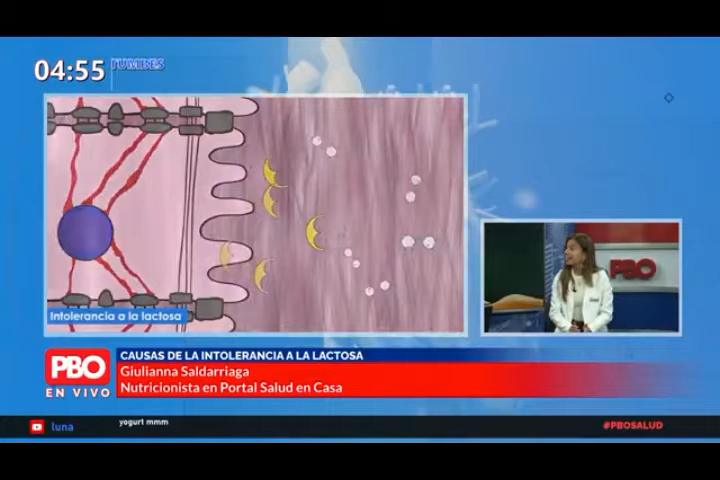 04:55 TUMBES
Intolerancia a la lactosa
PBO
PBO
EN VIVO
CAUSAS DE LA INTOLERANCIA A LA LACTOSA
Giulianna Saldarriaga
Nutricionista en Portal Salud en Casa
luna yogurt mmm
#PBOSALUD